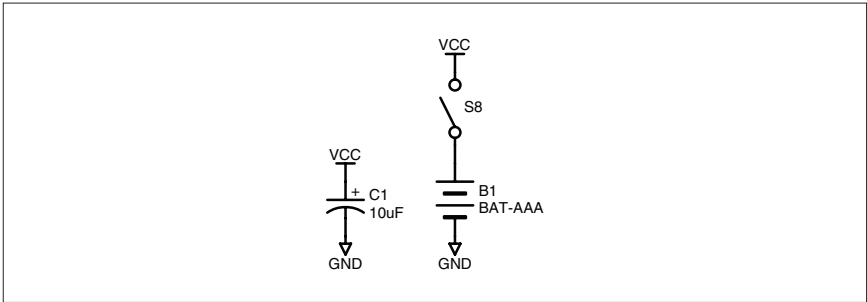 VCC
S8
VCC
+ C1
10uF
GND
B1
BAT-AAA
GND